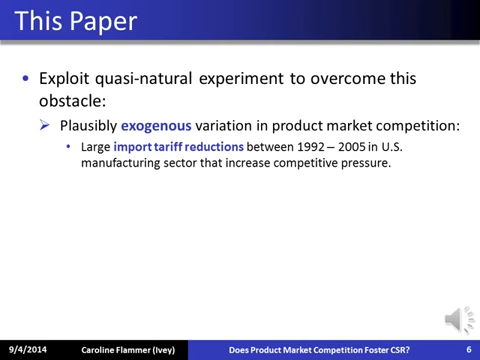 This Paper
• Exploit quasi-natural experiment to overcome this
obstacle:
➢ Plausibly exogenous variation in product market competition:
• Large import tariff reductions between 1992 – 2005 in U.S.
manufacturing sector that increase competitive pressure.
9/4/2014 Caroline Flammer (Ivey) Does Product Market Competition Foster CSR? 6